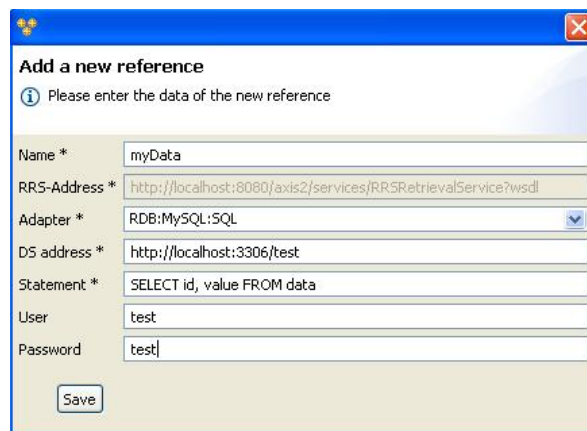 Add a new reference
Please enter the data of the new reference
Name * myData
RRS-Address * http://localhost:8080/axis2/services/RRSRetrievalService?wsdl
Adapter * RDB:MySQL:SQL
DS address * http://localhost:3306/test
Statement * SELECT id, value FROM data
User test
Password test
Save